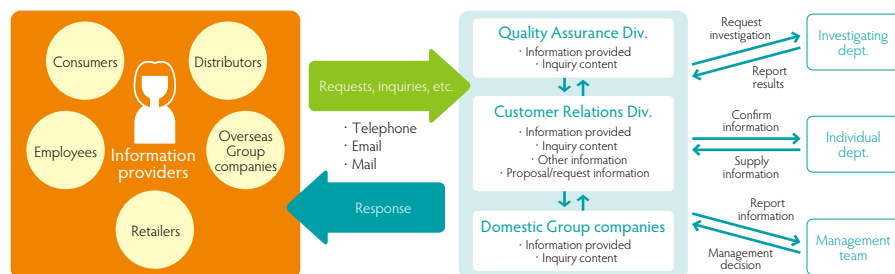 Consumers
Distributors
Employees
Information
providers
Overseas
Group
companies
Retailers
Requests, inquiries, etc.
· Telephone
· Email
· Mail
Response
Quality Assurance Div.
· Information provided
· Inquiry content
Customer Relations Div.
· Information provided
· Inquiry content
· Other information
· Proposal/request information
Domestic Group companies
· Information provided
· Inquiry content
Request
investigation
Report
results
Investigating
dept.
Confirm
information
Supply
information
Individual
dept.
Report
information
Management
decision
Management
team